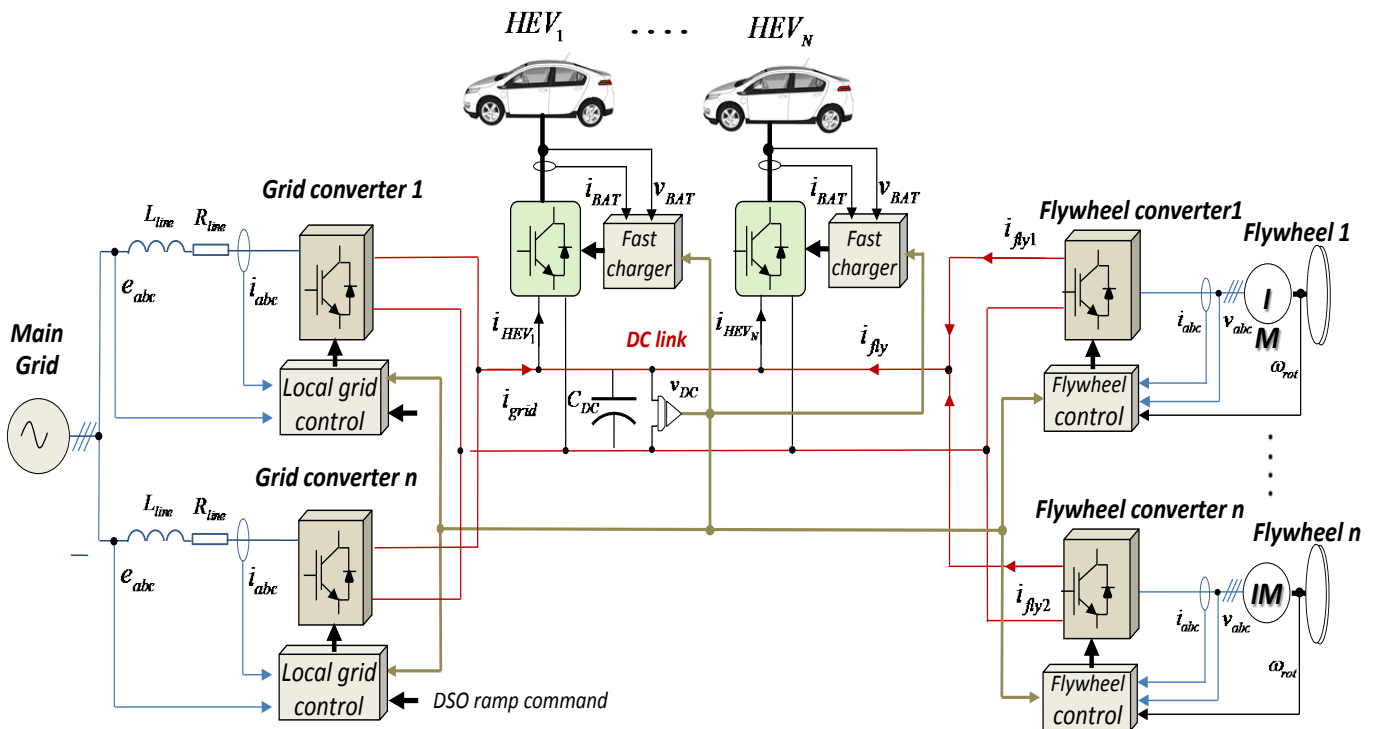 HEV1 . . . . HEVN
iBAT vBAT iBAT vBAT
Grid converter 1
Lline Rline
Fast charger
Fast charger
Flywheel converter1
Flywheel 1
ifly1
eabc iabc
iHEV1 iHEVN
DC link
ifly
iabc vabc
I
M
ωrot
Main
Grid
Local grid
control
igrid CDC vDC
Flywheel
control
Grid converter n
Lline Rline
Flywheel converter n
Flywheel n
eabc iabc
ifly2
iabc vabc
IM
ωrot
Local grid
control
DSO ramp command
Flywheel
control